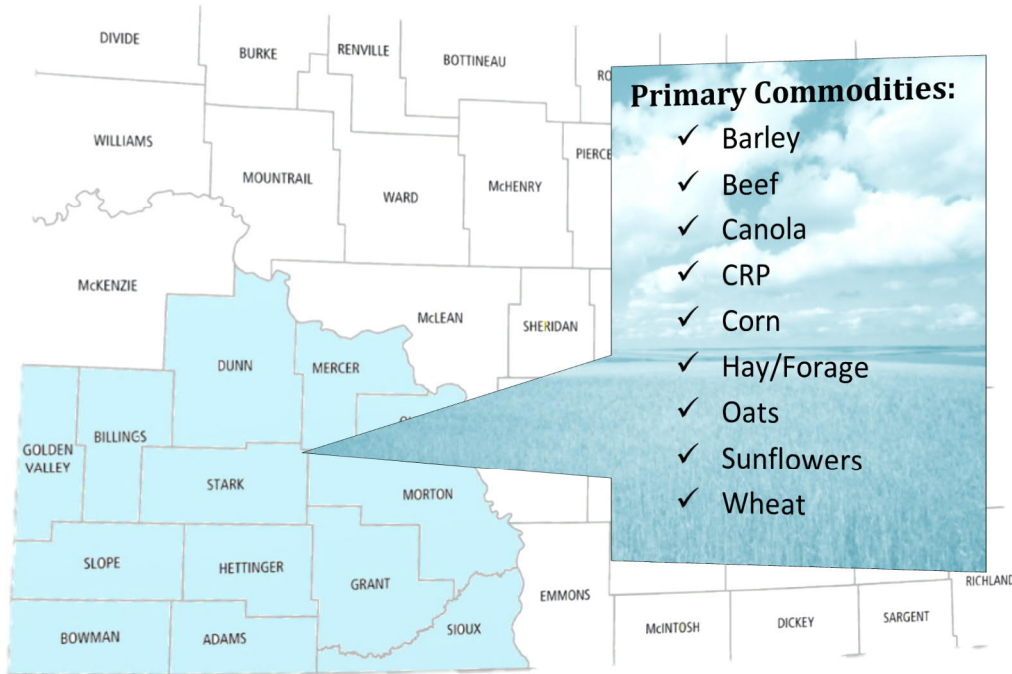 DIVIDE
BURKE
RENVILLE
BOTTINEAU
RO
Primary Commodities:
✓ Barley
✓ Beef
✓ Canola
✓ CRP
✓ Corn
✓ Hay/Forage
✓ Oats
✓ Sunflowers
✓ Wheat
WILLIAMS
MOUNTRAIL
WARD
McHENRY
PIERCE
McKENZIE
McLEAN
SHERIDAN
DUNN
MERCER
GOLDEN
VALLEY
BILLINGS
STARK
MORTON
SLOPE
HETTINGER
GRANT
EMMONS
RICHLAND
BOWMAN
ADAMS
SIOUX
McINTOSH
DICKEY
SARGENT